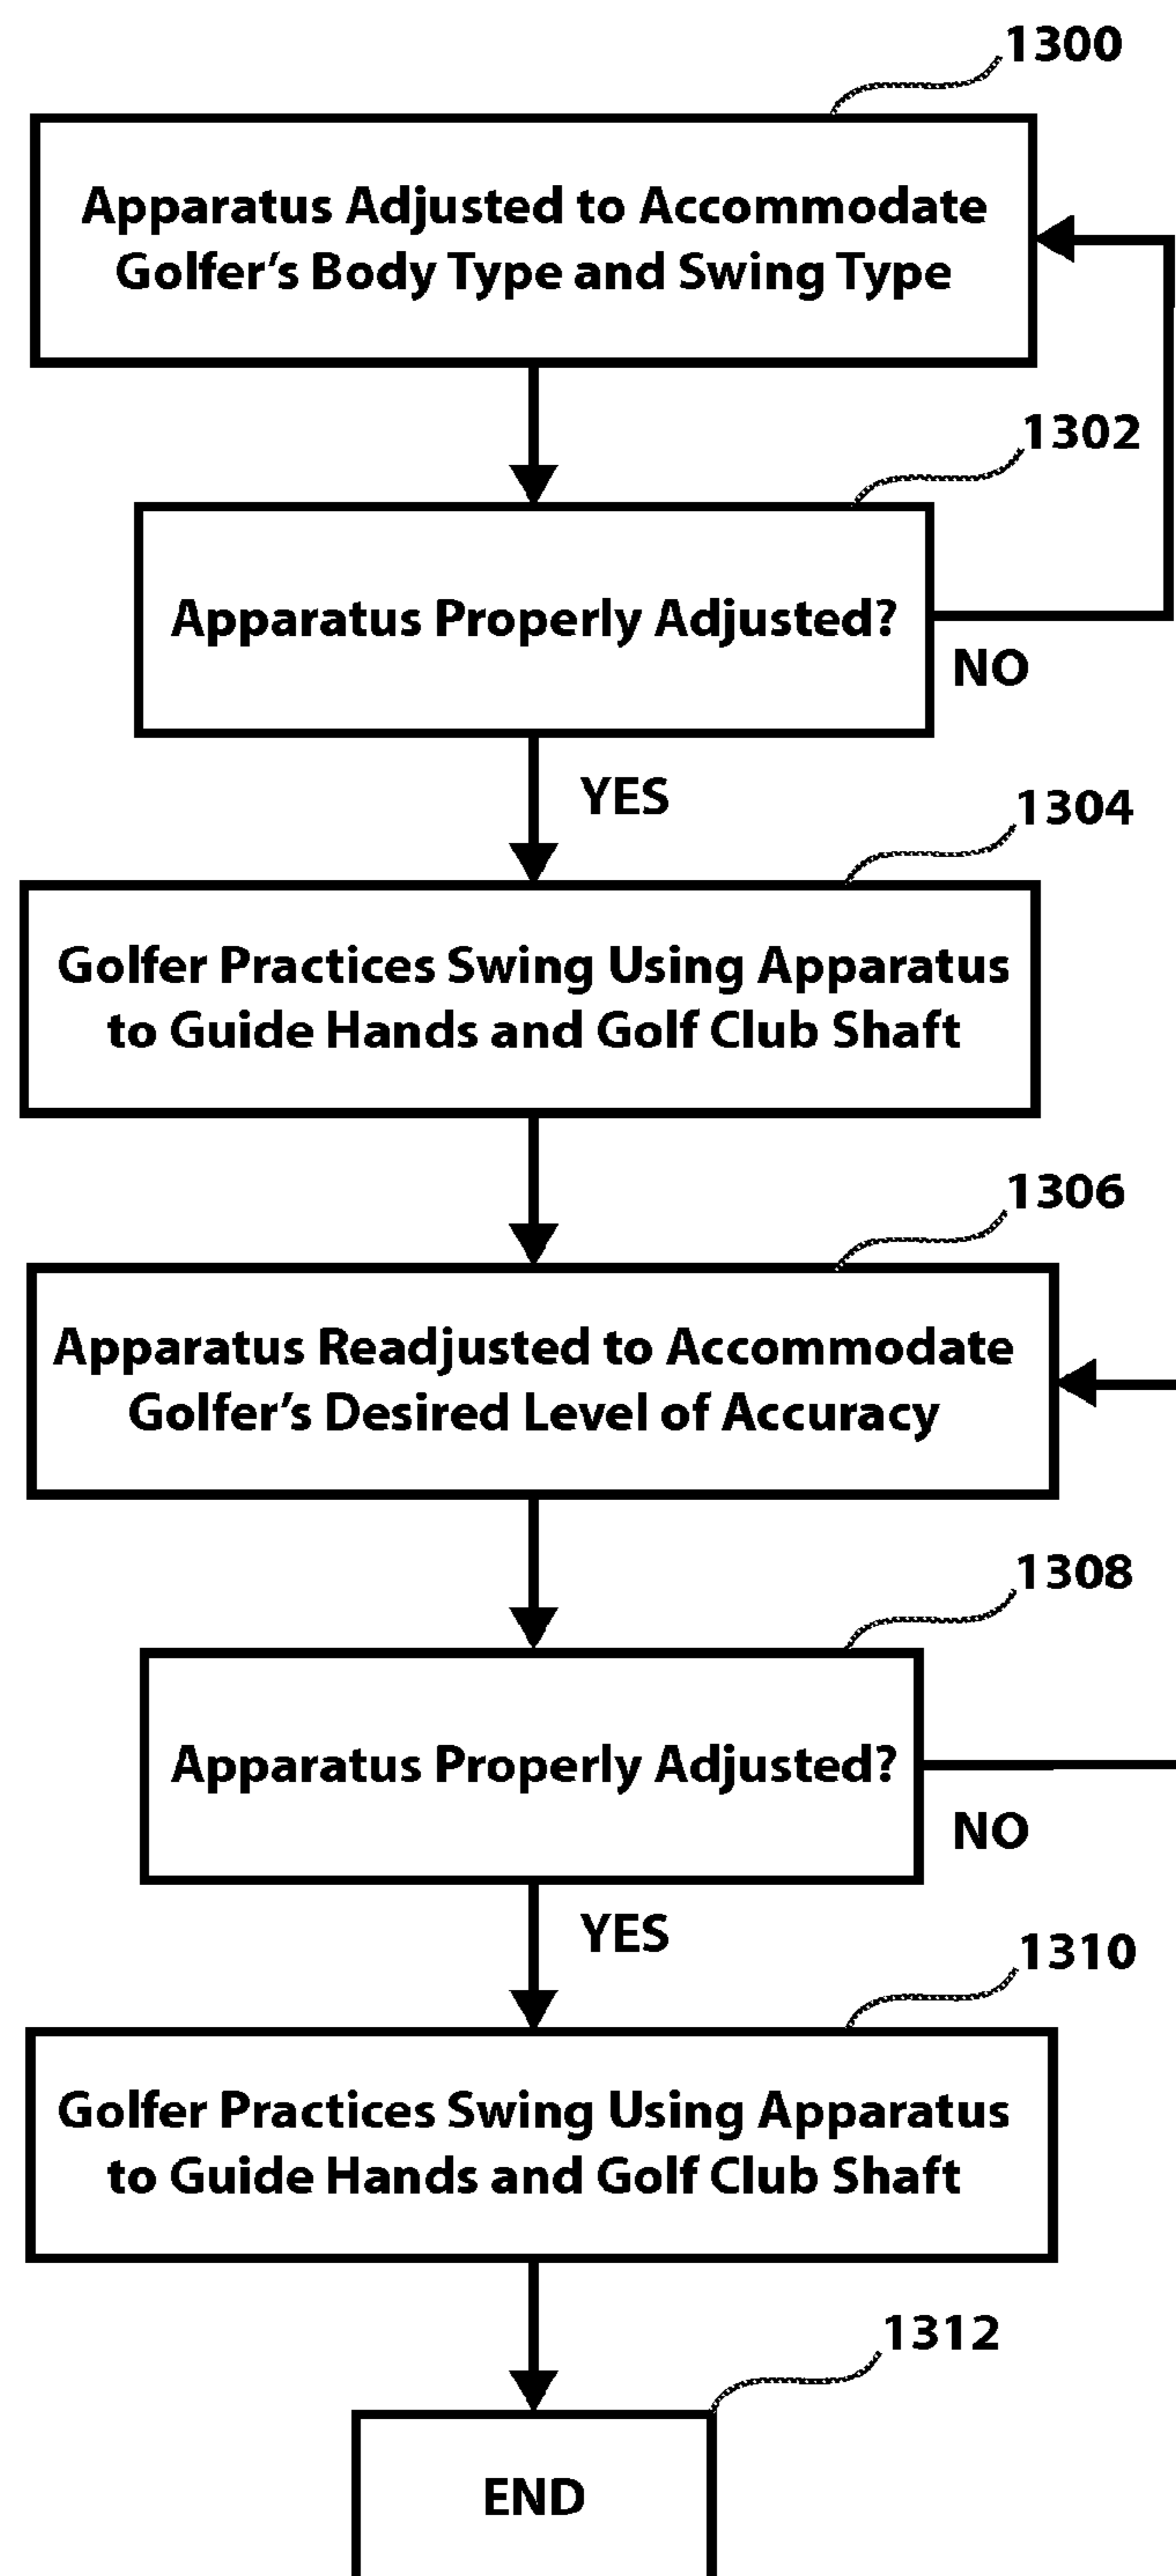 1300
Apparatus Adjusted to Accommodate
Golfer’s Body Type and Swing Type
1302
Apparatus Properly Adjusted?
NO
YES
1304
Golfer Practices Swing Using Apparatus
to Guide Hands and Golf Club Shaft
1306
Apparatus Readjusted to Accommodate
Golfer’s Desired Level of Accuracy
1308
Apparatus Properly Adjusted?
NO
YES
1310
Golfer Practices Swing Using Apparatus
to Guide Hands and Golf Club Shaft
1312
END